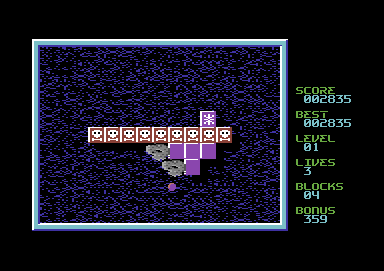 SCORE
002835
BEST
002835
LEVEL
01
LIVES
3
BLOCKS
04
BONUS
359